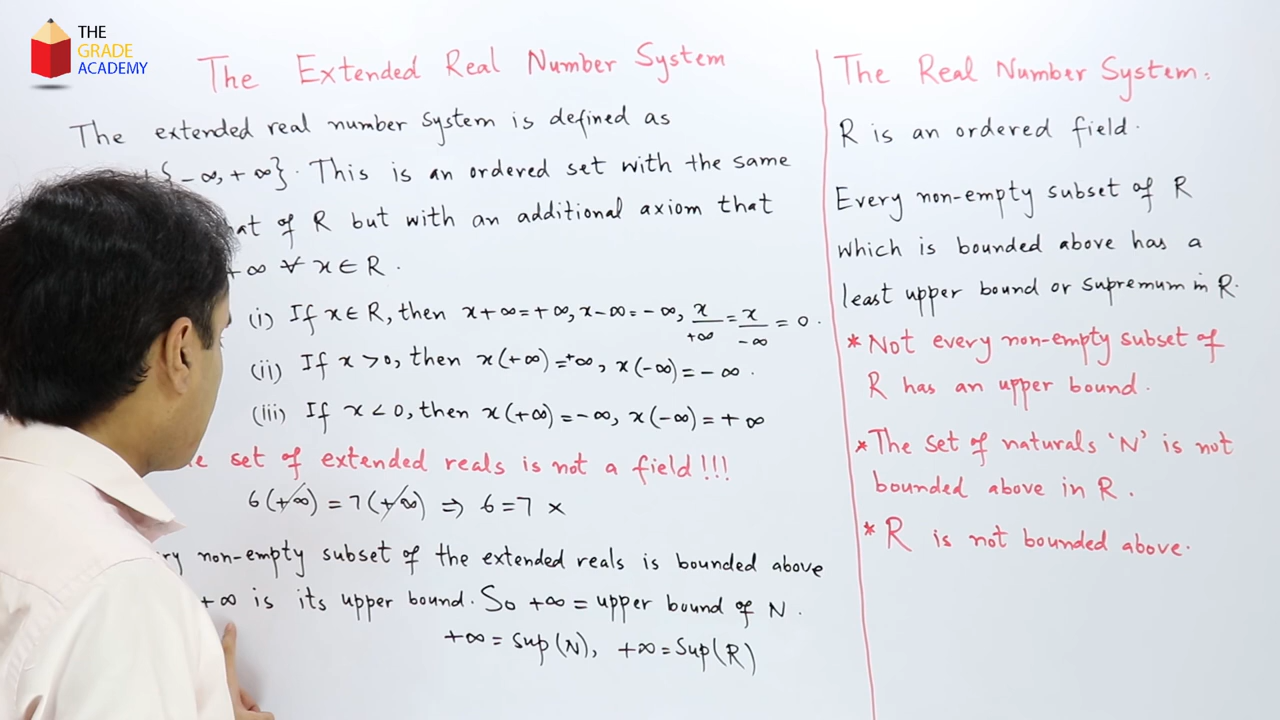 THE
GRADE
ACADEMY
The Extended Real Number System
The extended real number system is defined as
{-∞, +∞}. This is an ordered set with the same
of R but with an additional axiom that
+∞ ∀ x ∈ R.
(i) If x ∈ R, then x+∞=+∞, x-∞=-∞, x/+∞ = x/-∞ = 0.
(ii) If x >0, then x(+∞)=+∞, x(-∞)=-∞.
(iii) If x <0, then x(+∞)=-∞, x(-∞)=+∞
set of extended reals is not a field!!!
6(+∞) = 7(+∞) ⇒ 6=7 ×
non-empty subset of the extended reals is bounded above
+∞ is its upper bound. So +∞ = upper bound of N.
+∞ = Sup(N), +∞ = Sup(R)
The Real Number System:
R is an ordered field.
Every non-empty subset of R
which is bounded above has a
least upper bound or supremum in R.
* Not every non-empty subset of
R has an upper bound.
* The set of naturals 'N' is not
bounded above in R.
* R is not bounded above.